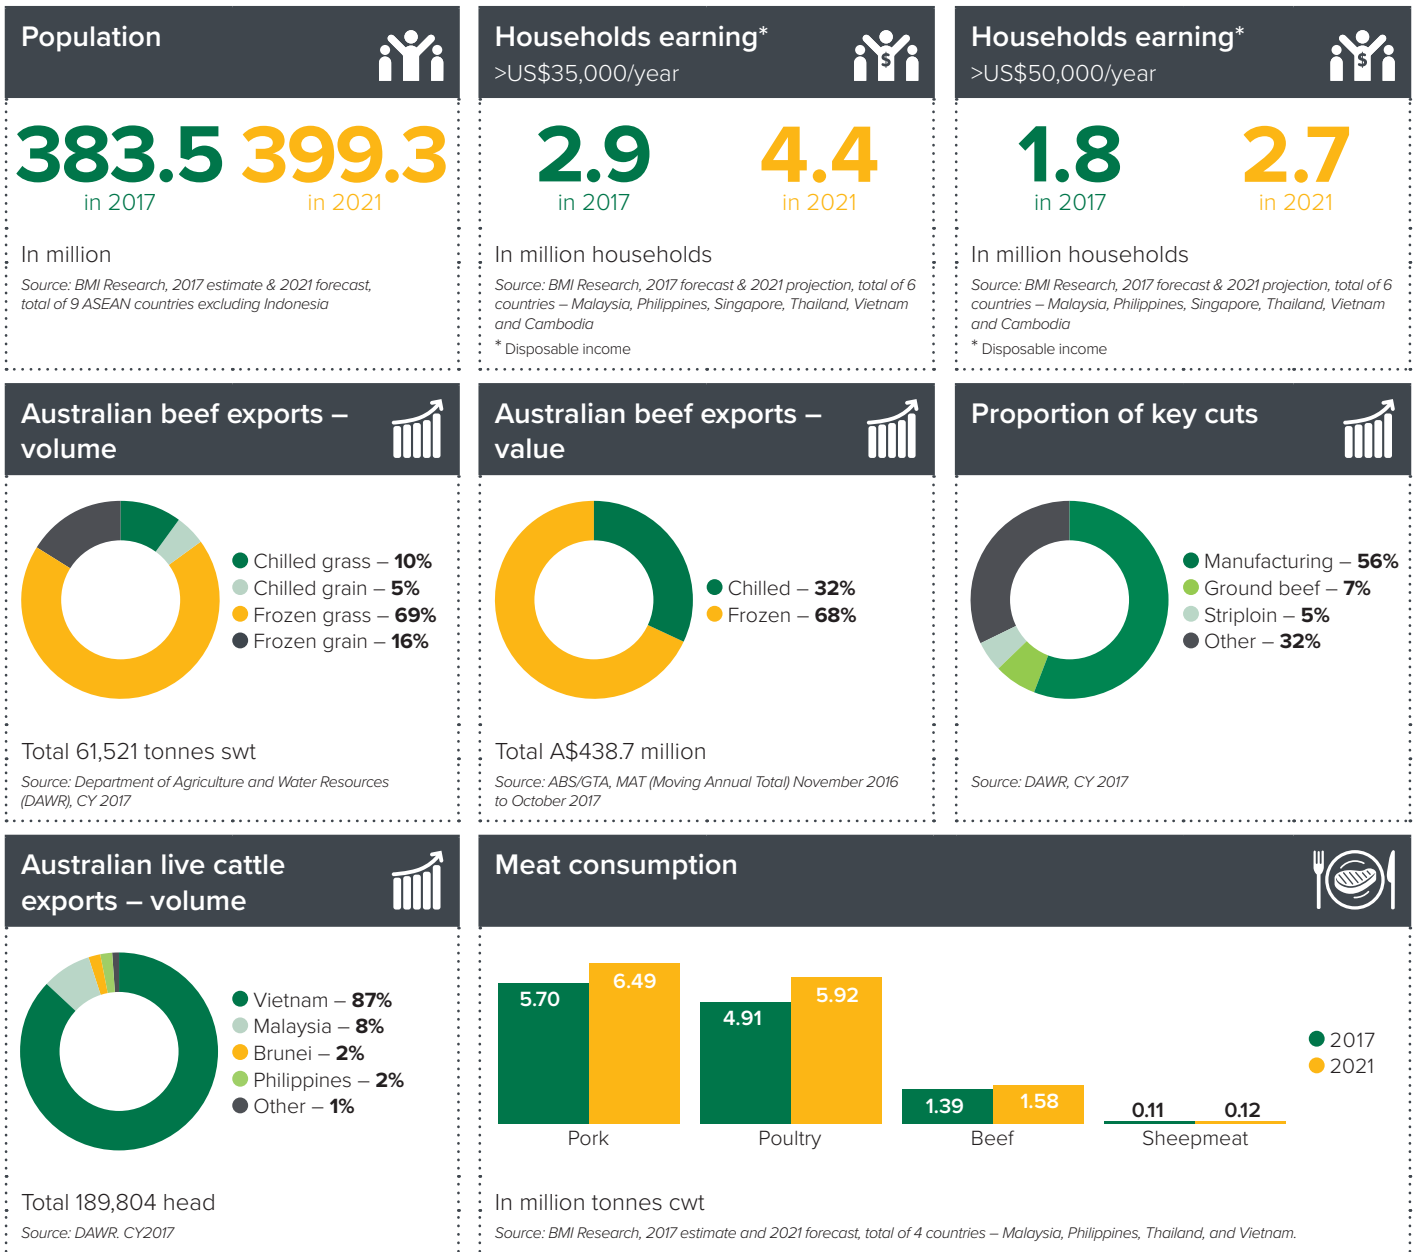 Population
383.5 399.3
in 2017 in 2021
In million
Source: BMI Research, 2017 estimate & 2021 forecast,
total of 9 ASEAN countries excluding Indonesia
Households earning*
>US$35,000/year
$
2.9 4.4
in 2017 in 2021
In million households
Source: BMI Research, 2017 forecast & 2021 projection, total of 6
countries – Malaysia, Philippines, Singapore, Thailand, Vietnam
and Cambodia
* Disposable income
Households earning*
>US$50,000/year
$
1.8 2.7
in 2017 in 2021
In million households
Source: BMI Research, 2017 forecast & 2021 projection, total of 6
countries – Malaysia, Philippines, Singapore, Thailand, Vietnam
and Cambodia
* Disposable income
Australian beef exports –
volume
Chilled grass – 10%
Chilled grain – 5%
Frozen grass – 69%
Frozen grain – 16%
Total 61,521 tonnes swt
Source: Department of Agriculture and Water Resources
(DAWR), CY 2017
Australian beef exports –
value
Chilled – 32%
Frozen – 68%
Total A$438.7 million
Source: ABS/GTA, MAT (Moving Annual Total) November 2016
to October 2017
Proportion of key cuts
Manufacturing – 56%
Ground beef – 7%
Striploin – 5%
Other – 32%
Source: DAWR, CY 2017
Australian live cattle
exports – volume
Vietnam – 87%
Malaysia – 8%
Brunei – 2%
Philippines – 2%
Other – 1%
Total 189,804 head
Source: DAWR. CY2017
Meat consumption
5.70 6.49 4.91 5.92 1.39 1.58 0.11 0.12
Pork Poultry Beef Sheepmeat
2017
2021
In million tonnes cwt
Source: BMI Research, 2017 estimate and 2021 forecast, total of 4 countries – Malaysia, Philippines, Thailand, and Vietnam.